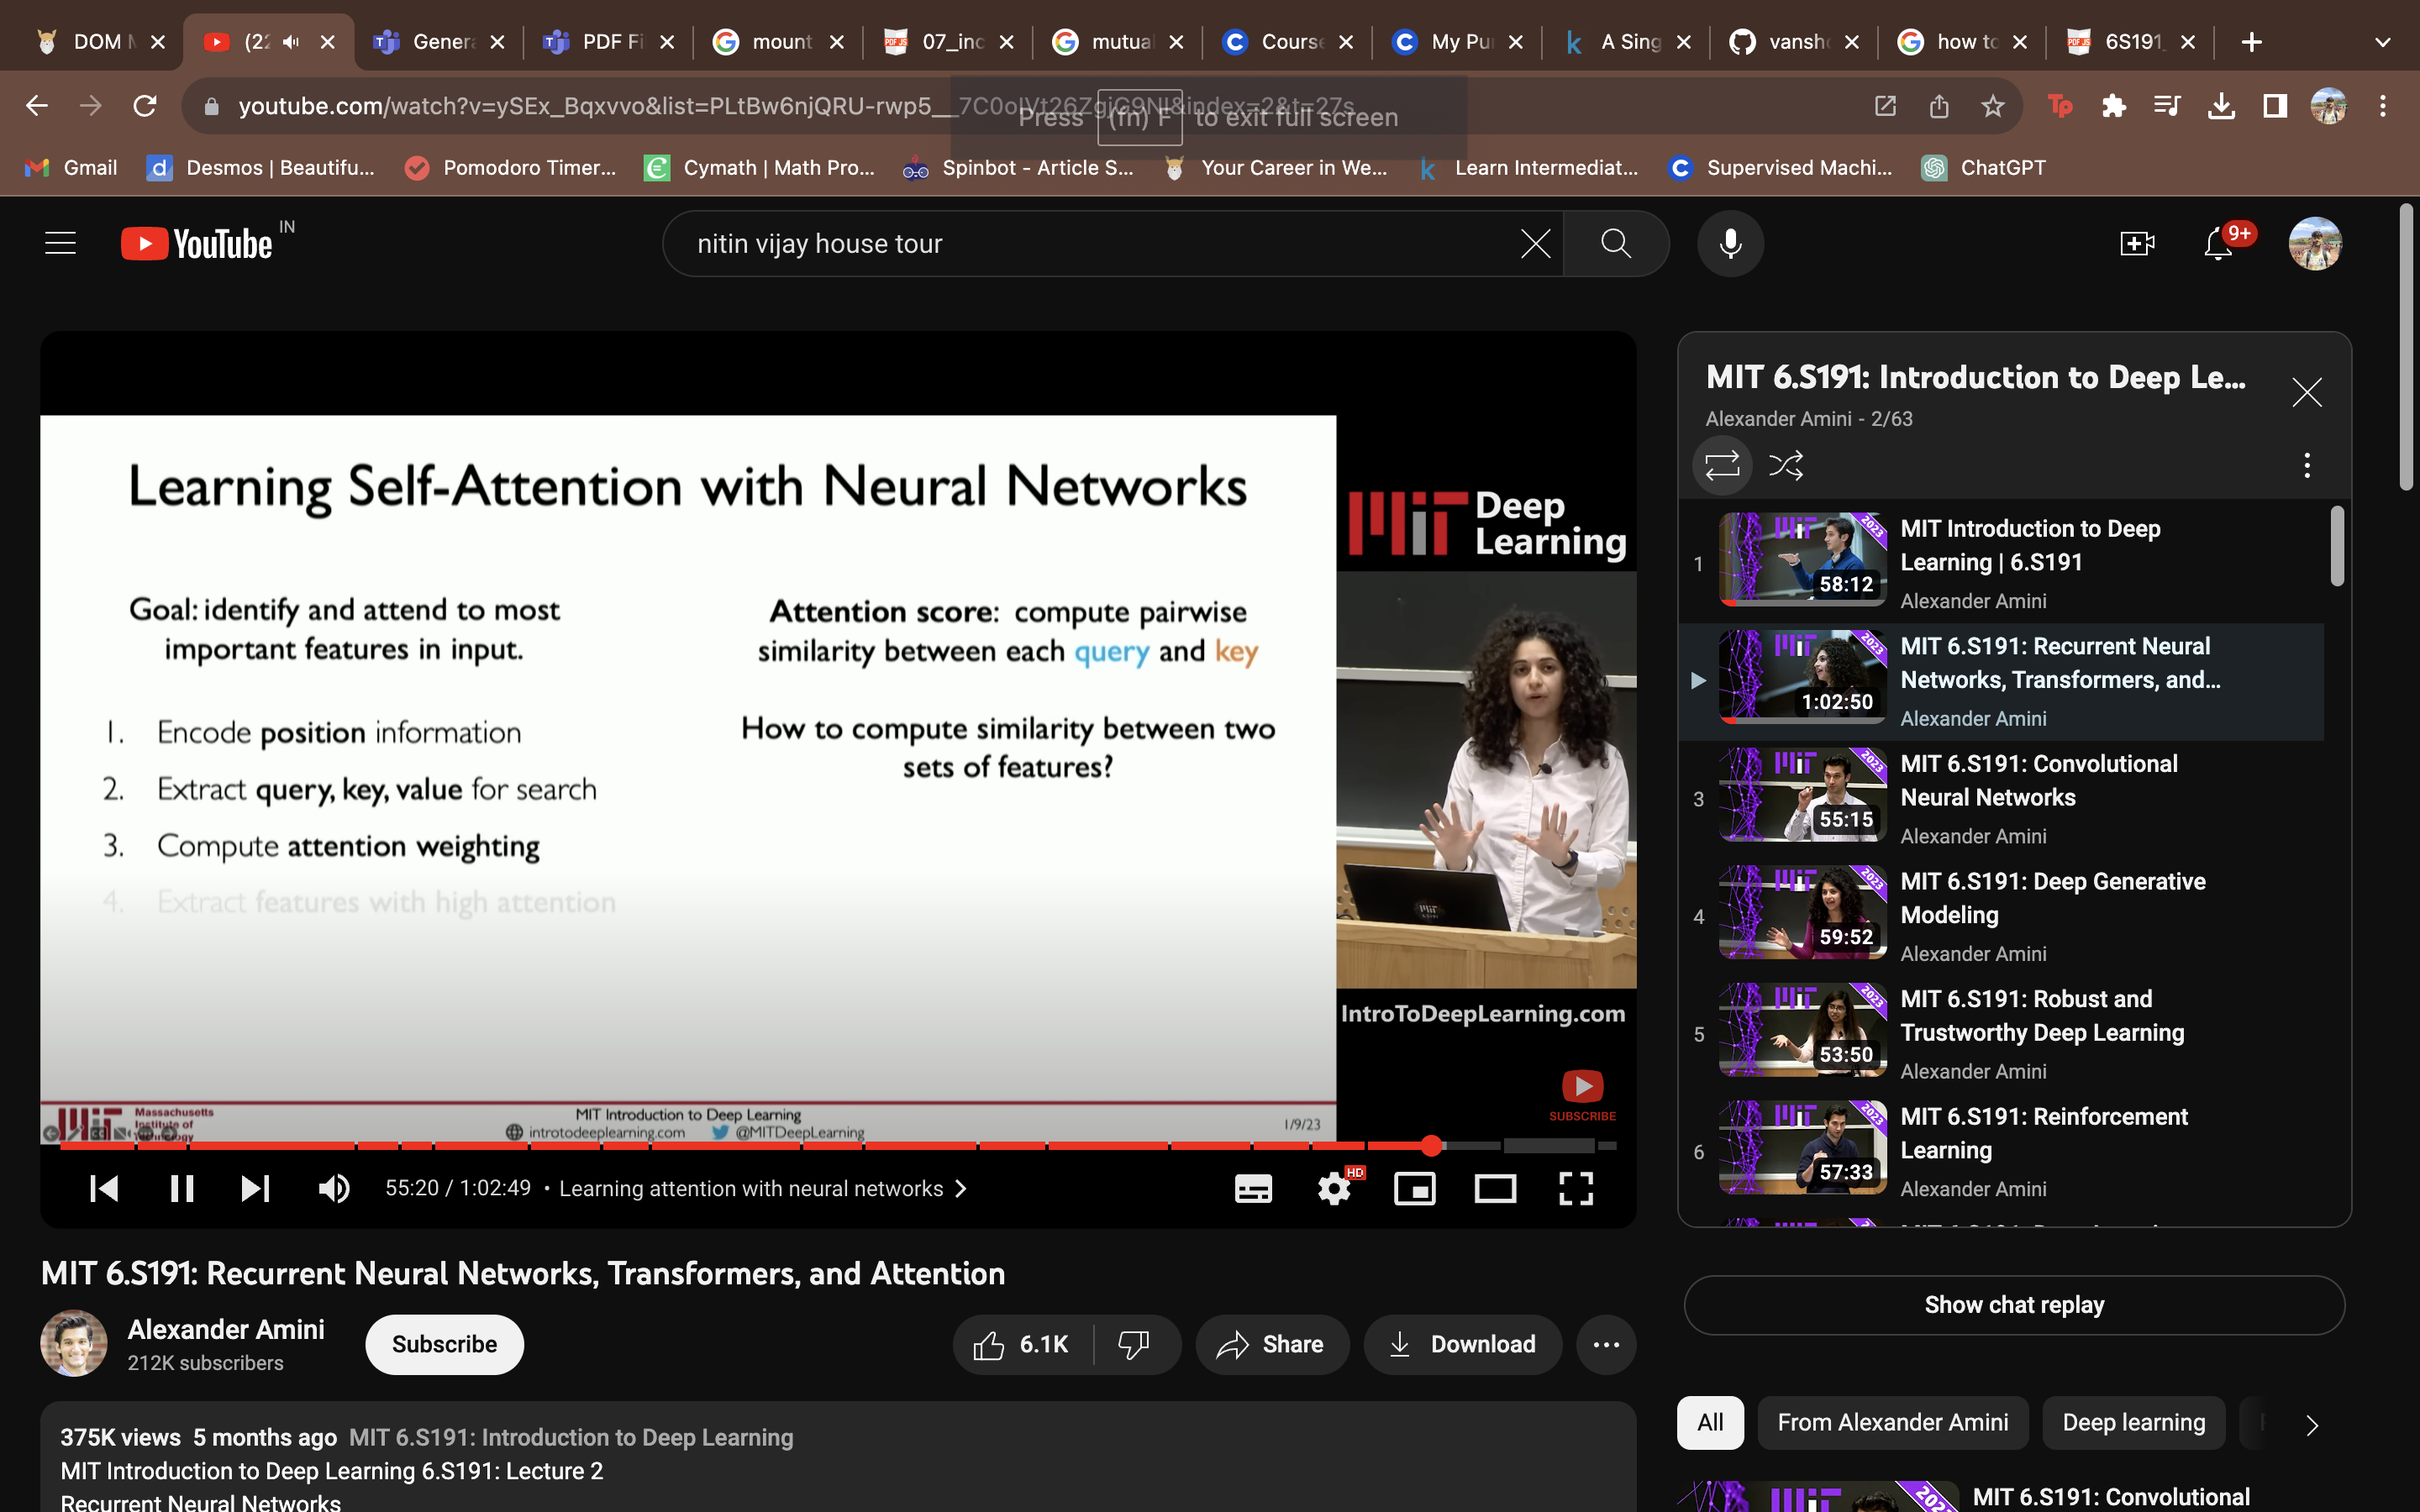 DOM
(22
Genera
PDF Fi
mount
07_inc
mutua
Course
My Pu
A Sing
vansh
how to
6S191_
youtube.com/watch?v=ySEx_Bqxvvo&list=PLtBw6njQRU-rwp5__7C0oIVt26ZgjG9NI&index=2&t=27s
Press (fn) F to exit full screen
Gmail
Desmos | Beautifu...
Pomodoro Timer...
Cymath | Math Pro...
Spinbot - Article S...
Your Career in We...
Learn Intermediat...
Supervised Machi...
ChatGPT
YouTube IN
nitin vijay house tour
9+
Learning Self-Attention with Neural Networks
Goal: identify and attend to most
important features in input.
1. Encode position information
2. Extract query, key, value for search
3. Compute attention weighting
4. Extract features with high attention
Attention score: compute pairwise
similarity between each query and key
How to compute similarity between two
sets of features?
MIT Deep
Learning
IntroToDeepLearning.com
SUBSCRIBE
Massachusetts
Institute of
Technology
MIT Introduction to Deep Learning
introtodeeplearning.com @MITDeepLearning
1/9/23
55:20 / 1:02:49 • Learning attention with neural networks
HD
MIT 6.S191: Recurrent Neural Networks, Transformers, and Attention
Alexander Amini
212K subscribers
Subscribe
6.1K
Share
Download
375K views 5 months ago MIT 6.S191: Introduction to Deep Learning
MIT Introduction to Deep Learning 6.S191: Lecture 2
Recurrent Neural Networks
MIT 6.S191: Introduction to Deep Le...
Alexander Amini - 2/63
1
2023
58:12
MIT Introduction to Deep
Learning | 6.S191
Alexander Amini
2023
1:02:50
MIT 6.S191: Recurrent Neural
Networks, Transformers, and...
Alexander Amini
3
2023
55:15
MIT 6.S191: Convolutional
Neural Networks
Alexander Amini
4
2023
59:52
MIT 6.S191: Deep Generative
Modeling
Alexander Amini
5
2023
53:50
MIT 6.S191: Robust and
Trustworthy Deep Learning
Alexander Amini
6
2023
57:33
MIT 6.S191: Reinforcement
Learning
Alexander Amini
Show chat replay
All
From Alexander Amini
Deep learning
MIT 6.S191: Convolutional